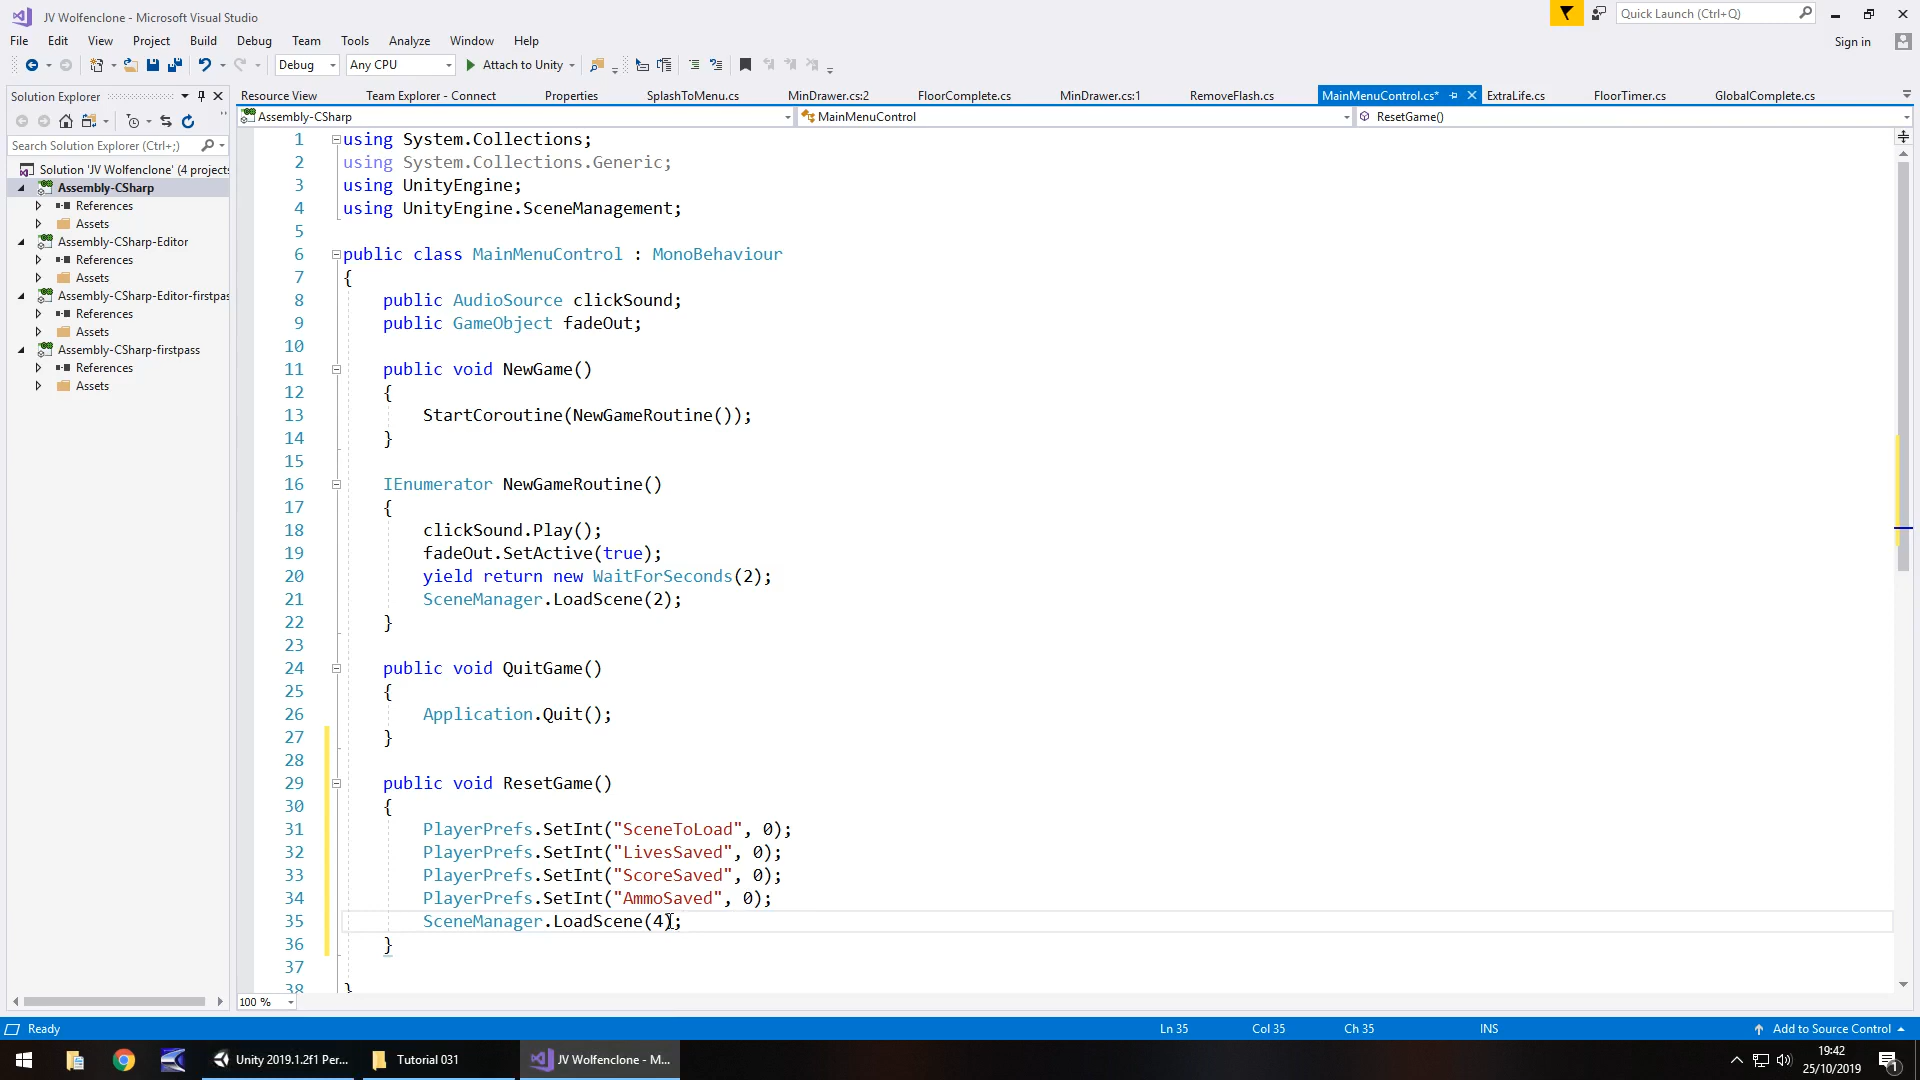 JV Wolfenclone - Microsoft Visual Studio
Quick Launch (Ctrl+Q)
File Edit View Project Build Debug Team Tools Analyze Window Help
Sign in
Debug Any CPU Attach to Unity
Solution Explorer
Resource View Team Explorer - Connect Properties SplashToMenu.cs MinDrawer.cs:2 FloorComplete.cs MinDrawer.cs:1 RemoveFlash.cs MainMenuControl.cs* ExtraLife.cs FloorTimer.cs GlobalComplete.cs
Assembly-CSharp MainMenuControl ResetGame()
Search Solution Explorer (Ctrl+;)
Solution 'JV Wolfenclone' (4 projects
Assembly-CSharp
References
Assets
Assembly-CSharp-Editor
References
Assets
Assembly-CSharp-Editor-firstpas
References
Assets
Assembly-CSharp-firstpass
References
Assets
1 using System.Collections;
2 using System.Collections.Generic;
3 using UnityEngine;
4 using UnityEngine.SceneManagement;
5
6 public class MainMenuControl : MonoBehaviour
7 {
8 public AudioSource clickSound;
9 public GameObject fadeOut;
10
11 public void NewGame()
12 {
13 StartCoroutine(NewGameRoutine());
14 }
15
16 IEnumerator NewGameRoutine()
17 {
18 clickSound.Play();
19 fadeOut.SetActive(true);
20 yield return new WaitForSeconds(2);
21 SceneManager.LoadScene(2);
22 }
23
24 public void QuitGame()
25 {
26 Application.Quit();
27 }
28
29 public void ResetGame()
30 {
31 PlayerPrefs.SetInt("SceneToLoad", 0);
32 PlayerPrefs.SetInt("LivesSaved", 0);
33 PlayerPrefs.SetInt("ScoreSaved", 0);
34 PlayerPrefs.SetInt("AmmoSaved", 0);
35 SceneManager.LoadScene(4);
36 }
37
38 }
100 %
Ready Ln 35 Col 35 Ch 35 INS Add to Source Control
Unity 2019.1.2f1 Per... Tutorial 031 JV Wolfenclone - M...
19:42
25/10/2019
1